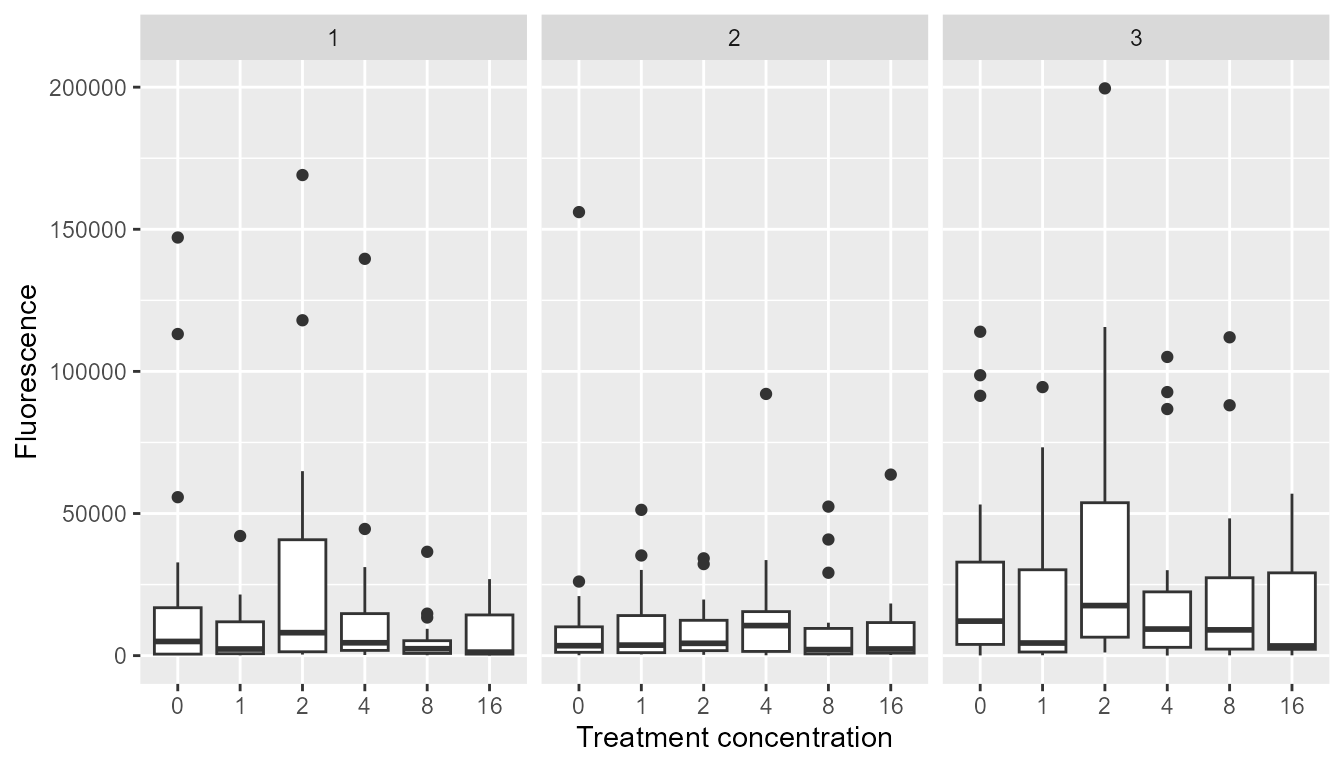 1 2 3
Fluorescence
200000
150000
100000
50000
0
0 1 2 4 8 16 0 1 2 4 8 16 0 1 2 4 8 16
Treatment concentration